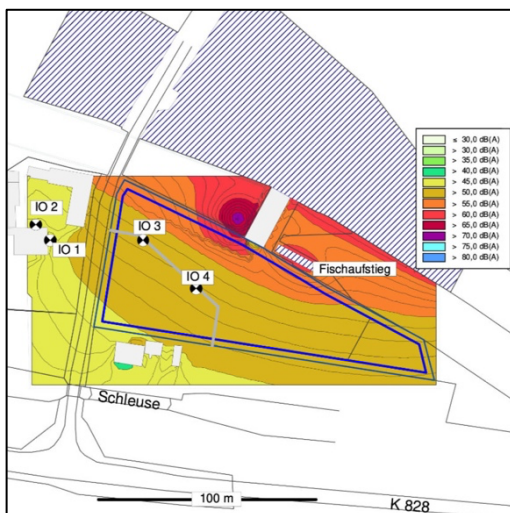 ≤ 30,0 dB(A)
> 30,0 dB(A)
> 35,0 dB(A)
> 40,0 dB(A)
> 45,0 dB(A)
> 50,0 dB(A)
> 55,0 dB(A)
> 60,0 dB(A)
> 65,0 dB(A)
> 70,0 dB(A)
> 75,0 dB(A)
> 80,0 dB(A)
IO 2
IO 1
IO 3
IO 4
Fischaufstieg
Schleuse
100 m
K 828